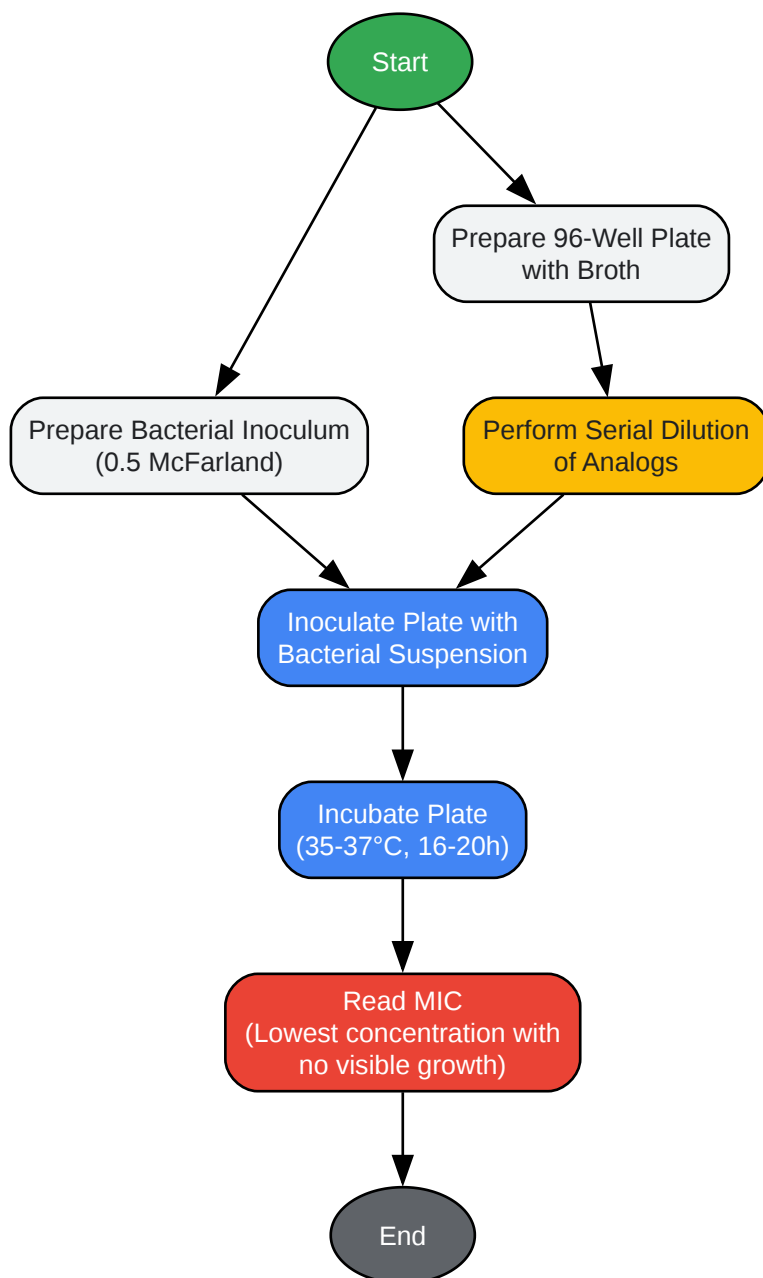 Start
Prepare 96-Well Plate
with Broth
Prepare Bacterial Inoculum
(0.5 McFarland)
Perform Serial Dilution
of Analogs
Inoculate Plate with
Bacterial Suspension
Incubate Plate
(35-37°C, 16-20h)
Read MIC
(Lowest concentration with
no visible growth)
End